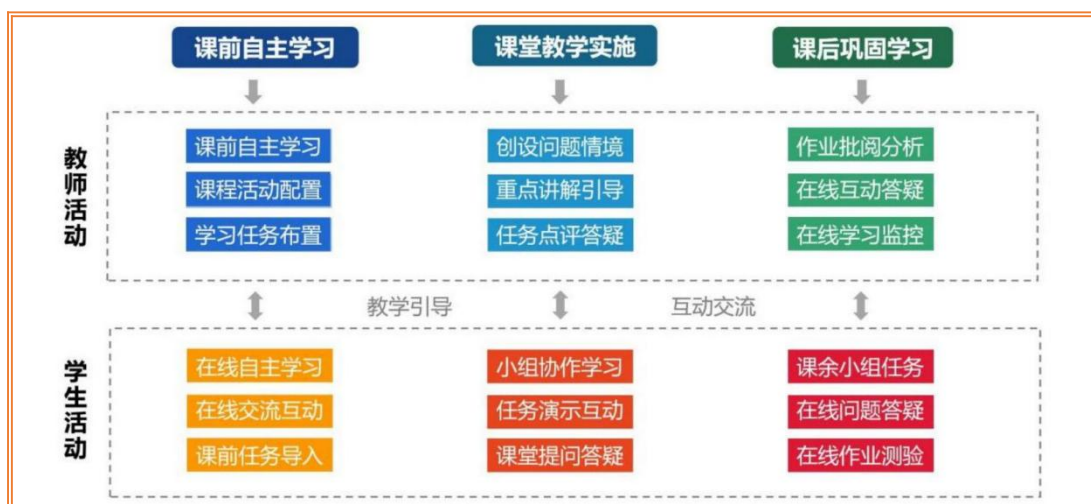 课前自主学习
课堂教学实施
课后巩固学习
教师活动
课前自主学习
创设问题情境
作业批阅分析
课程活动配置
重点讲解引导
在线互动答疑
学习任务布置
任务点评答疑
在线学习监控
教学引导
互动交流
学生活动
在线自主学习
小组协作学习
课余小组任务
在线交流互动
任务演示互动
在线问题答疑
课前任务导入
课堂提问答疑
在线作业测验